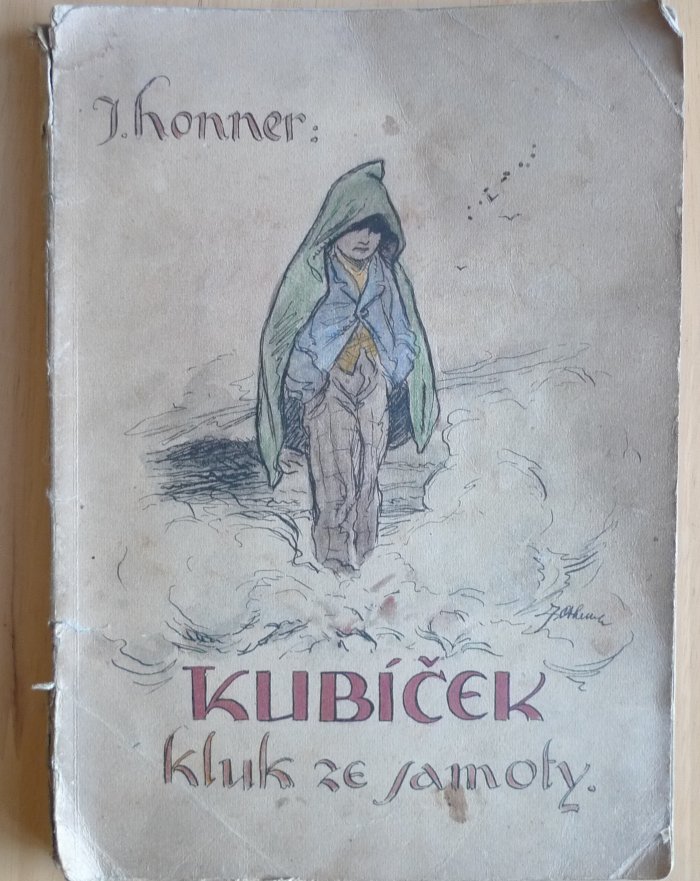 J. Honner:
KUBÍČEK
kluk ze samoty.